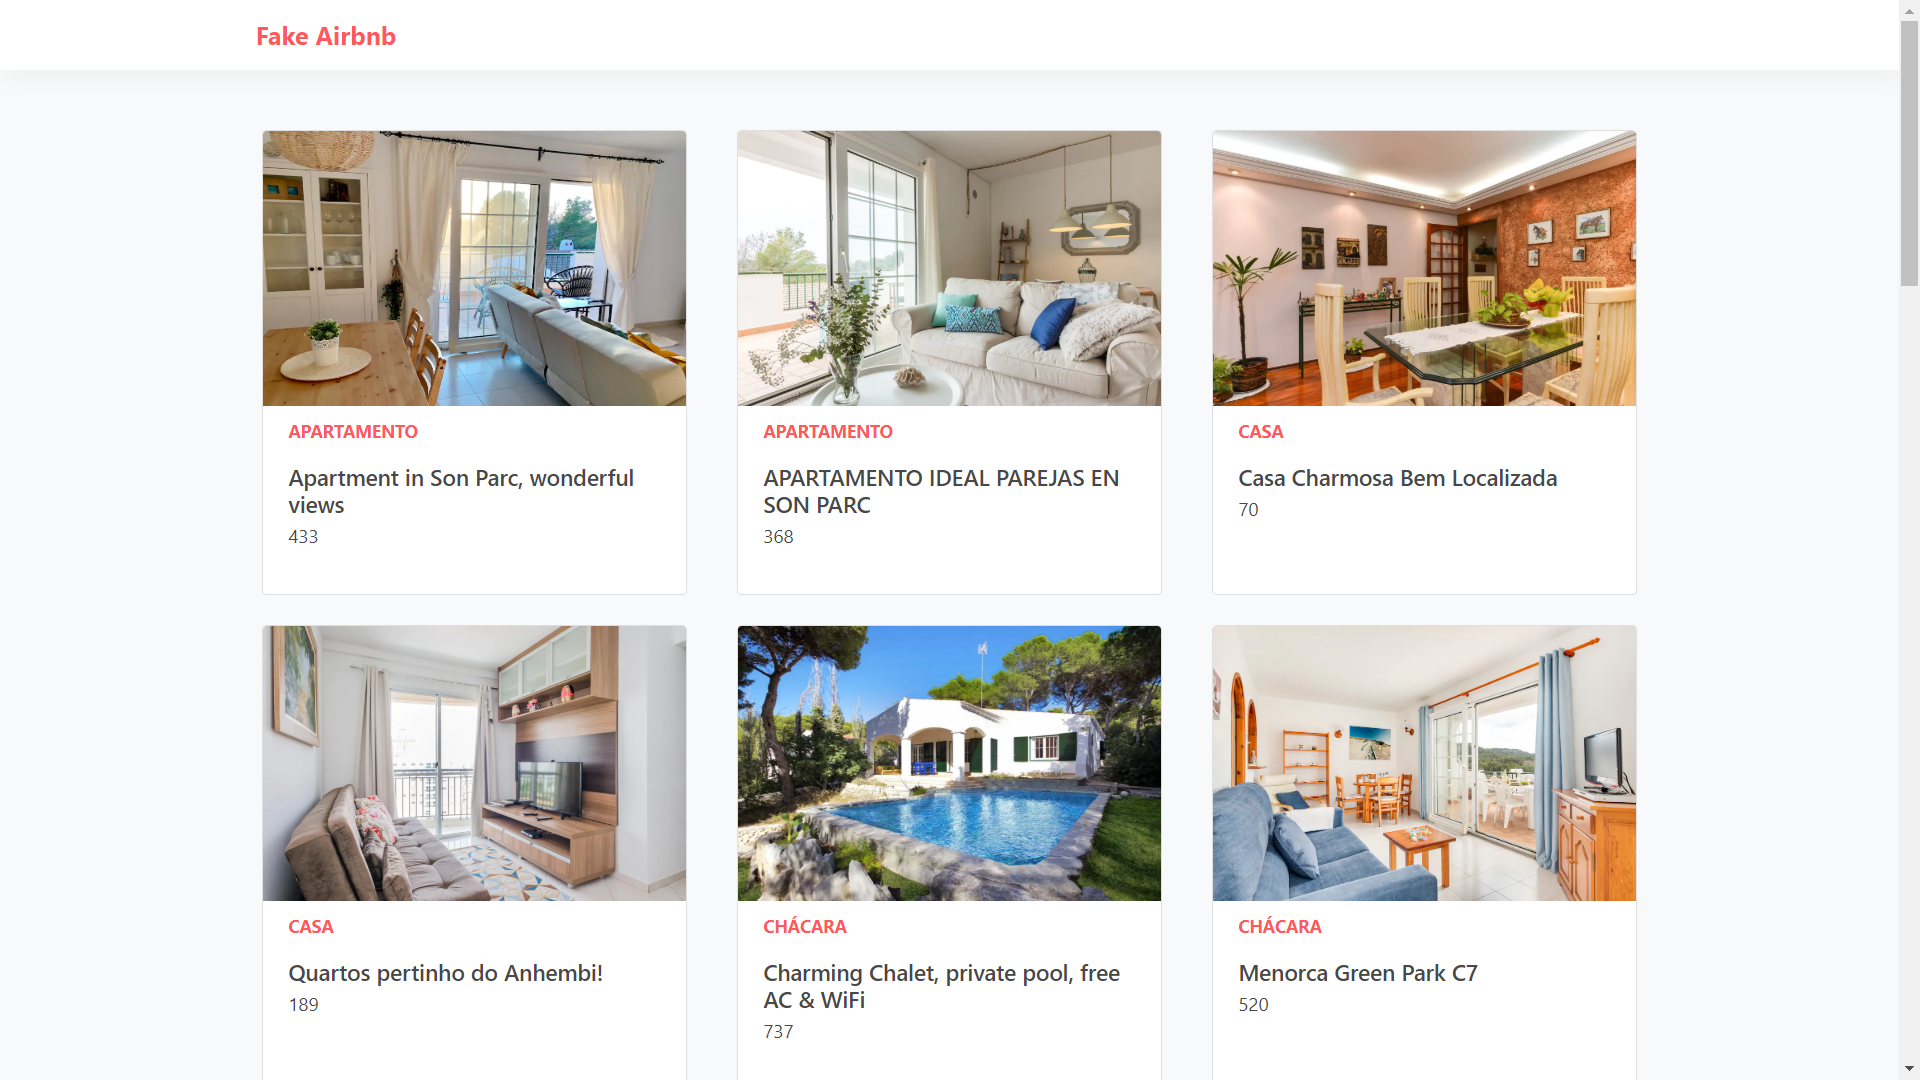 Fake Airbnb
APARTAMENTO
Apartment in Son Parc, wonderful
views
433
APARTAMENTO
APARTAMENTO IDEAL PAREJAS EN
SON PARC
368
CASA
Casa Charmosa Bem Localizada
70
CASA
Quartos pertinho do Anhembi!
189
CHÁCARA
Charming Chalet, private pool, free
AC & WiFi
737
CHÁCARA
Menorca Green Park C7
520